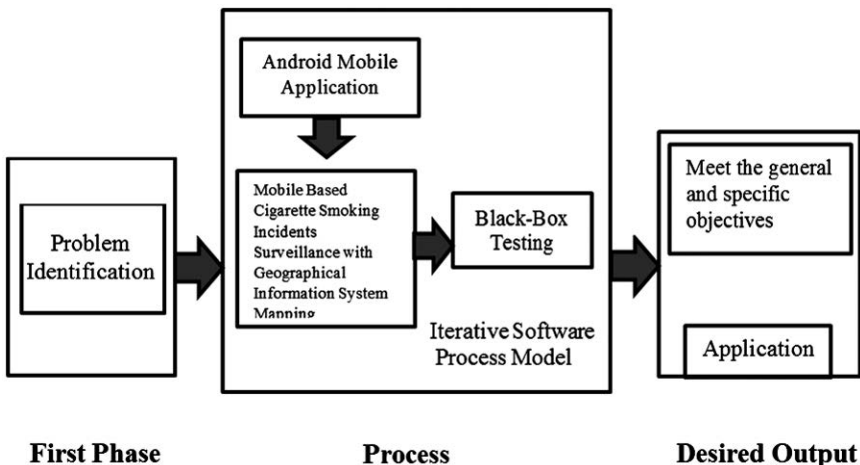 Android Mobile
Application
Problem
Identification
Mobile Based
Cigarette Smoking
Incidents
Surveillance with
Geographical
Information System
Mapping
Black-Box
Testing
Iterative Software
Process Model
Meet the general
and specific
objectives
Application
First Phase
Process
Desired Output